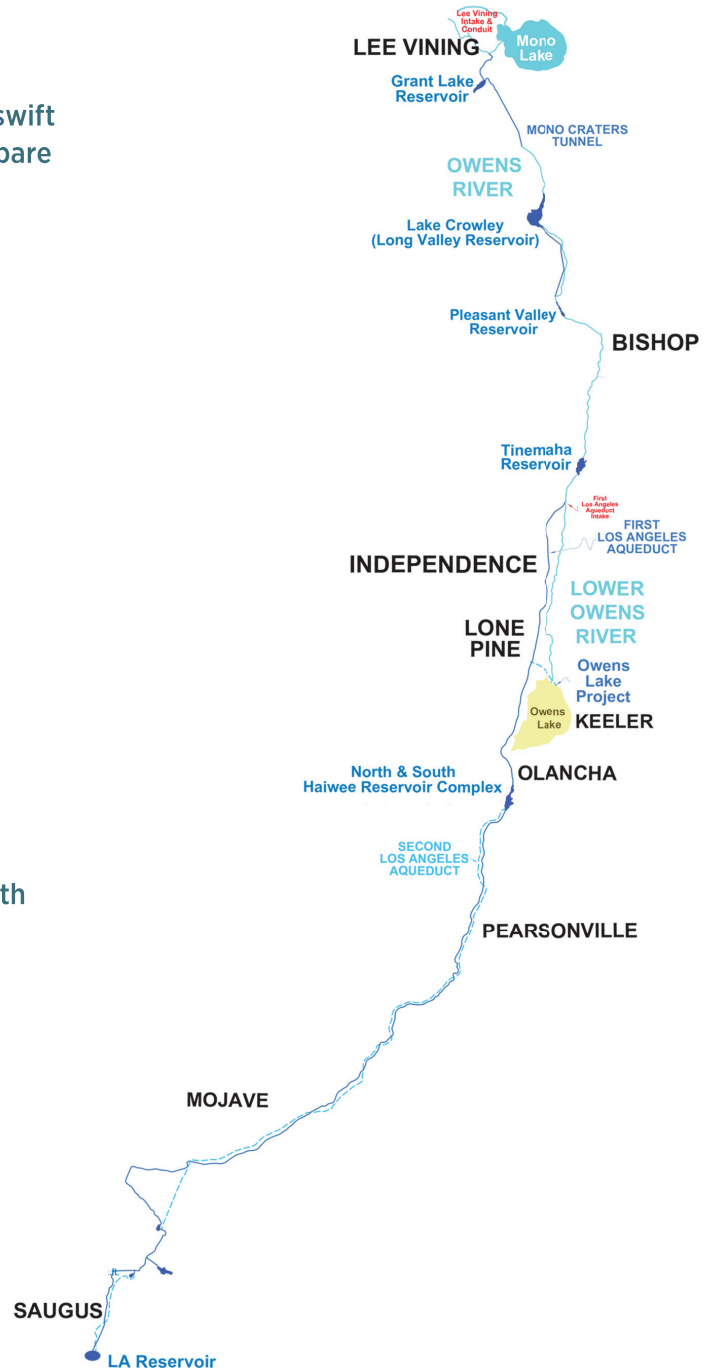 Lee Vining
Intake &
Conduit
LEE VINING
Mono
Lake
Grant Lake
Reservoir
swift
pare
MONO CRATERS
TUNNEL
OWENS
RIVER
Lake Crowley
(Long Valley Reservoir)
Pleasant Valley
Reservoir
BISHOP
Tinemaha
Reservoir
First
Los Angeles
Aqueduct
Intake
FIRST
LOS ANGELES
AQUEDUCT
INDEPENDENCE
LOWER
OWENS
RIVER
LONE
PINE
Owens
Lake
Project
Owens
Lake
KEELER
North & South
Haiwee Reservoir Complex
OLANCHA
SECOND
LOS ANGELES
AQUEDUCT
th
PEARSONVILLE
MOJAVE
SAUGUS
LA Reservoir